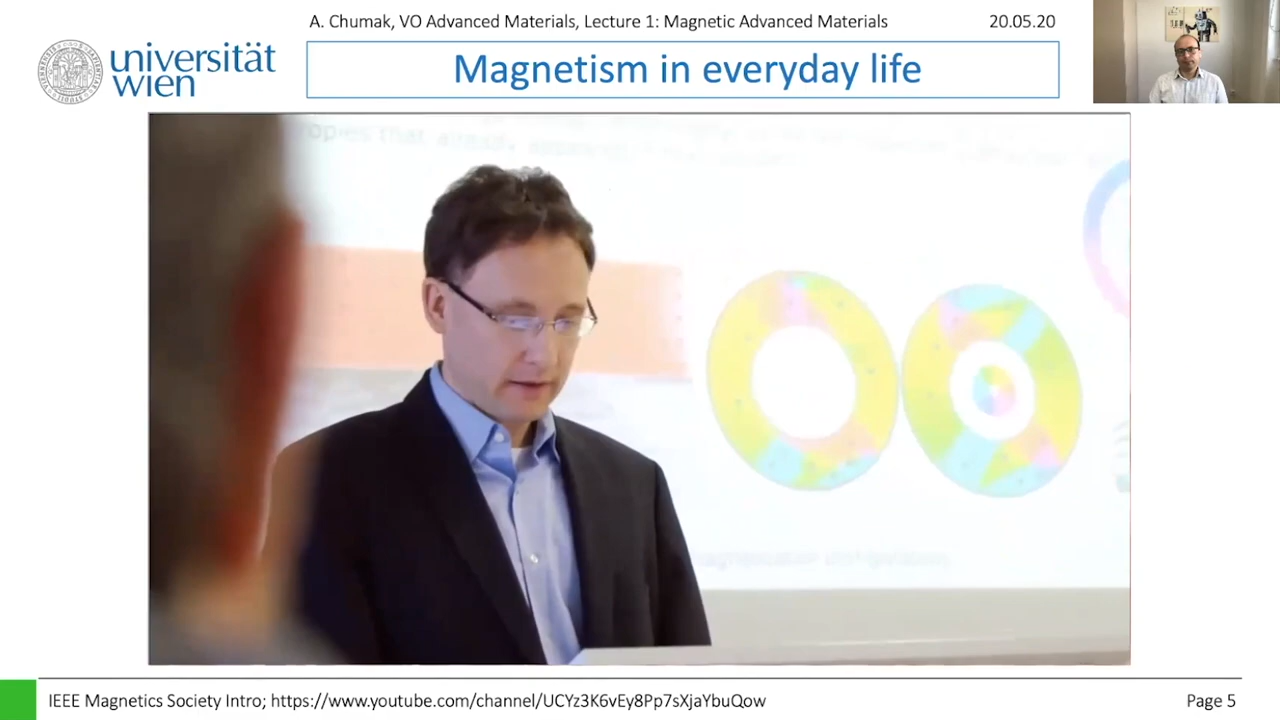 A. Chumak, VO Advanced Materials, Lecture 1: Magnetic Advanced Materials
20.05.20
universität
wien
Magnetism in everyday life
that
IEEE Magnetics Society Intro; https://www.youtube.com/channel/UCYz3K6vEy8Pp7sXjaYbuQow
Page 5